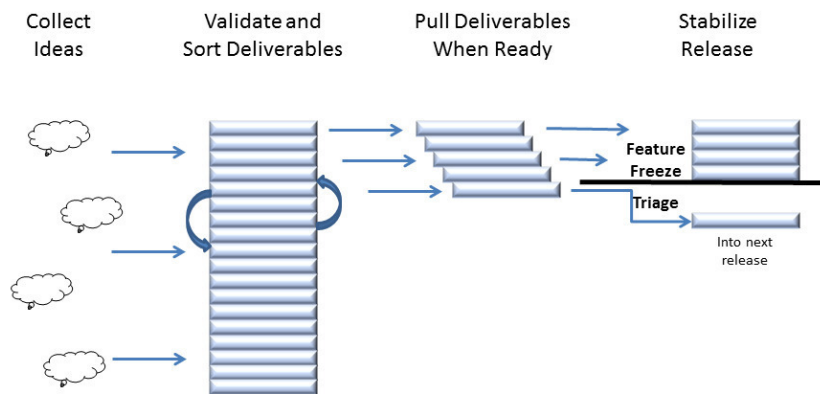 Collect
Ideas
Validate and
Sort Deliverables
Pull Deliverables
When Ready
Stabilize
Release
Feature
Freeze
Triage
Into next
release